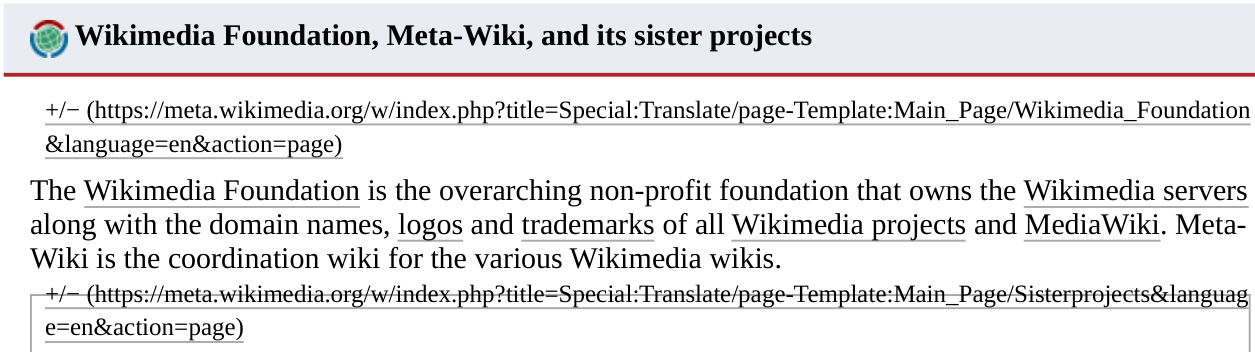 Wikimedia Foundation, Meta-Wiki, and its sister projects
+/− (https://meta.wikimedia.org/w/index.php?title=Special:Translate/page-Template:Main_Page/Wikimedia_Foundation
&language=en&action=page)
The Wikimedia Foundation is the overarching non-profit foundation that owns the Wikimedia servers
along with the domain names, logos and trademarks of all Wikimedia projects and MediaWiki. Meta-
Wiki is the coordination wiki for the various Wikimedia wikis.
+/− (https://meta.wikimedia.org/w/index.php?title=Special:Translate/page-Template:Main_Page/Sisterprojects&languag
e=en&action=page)